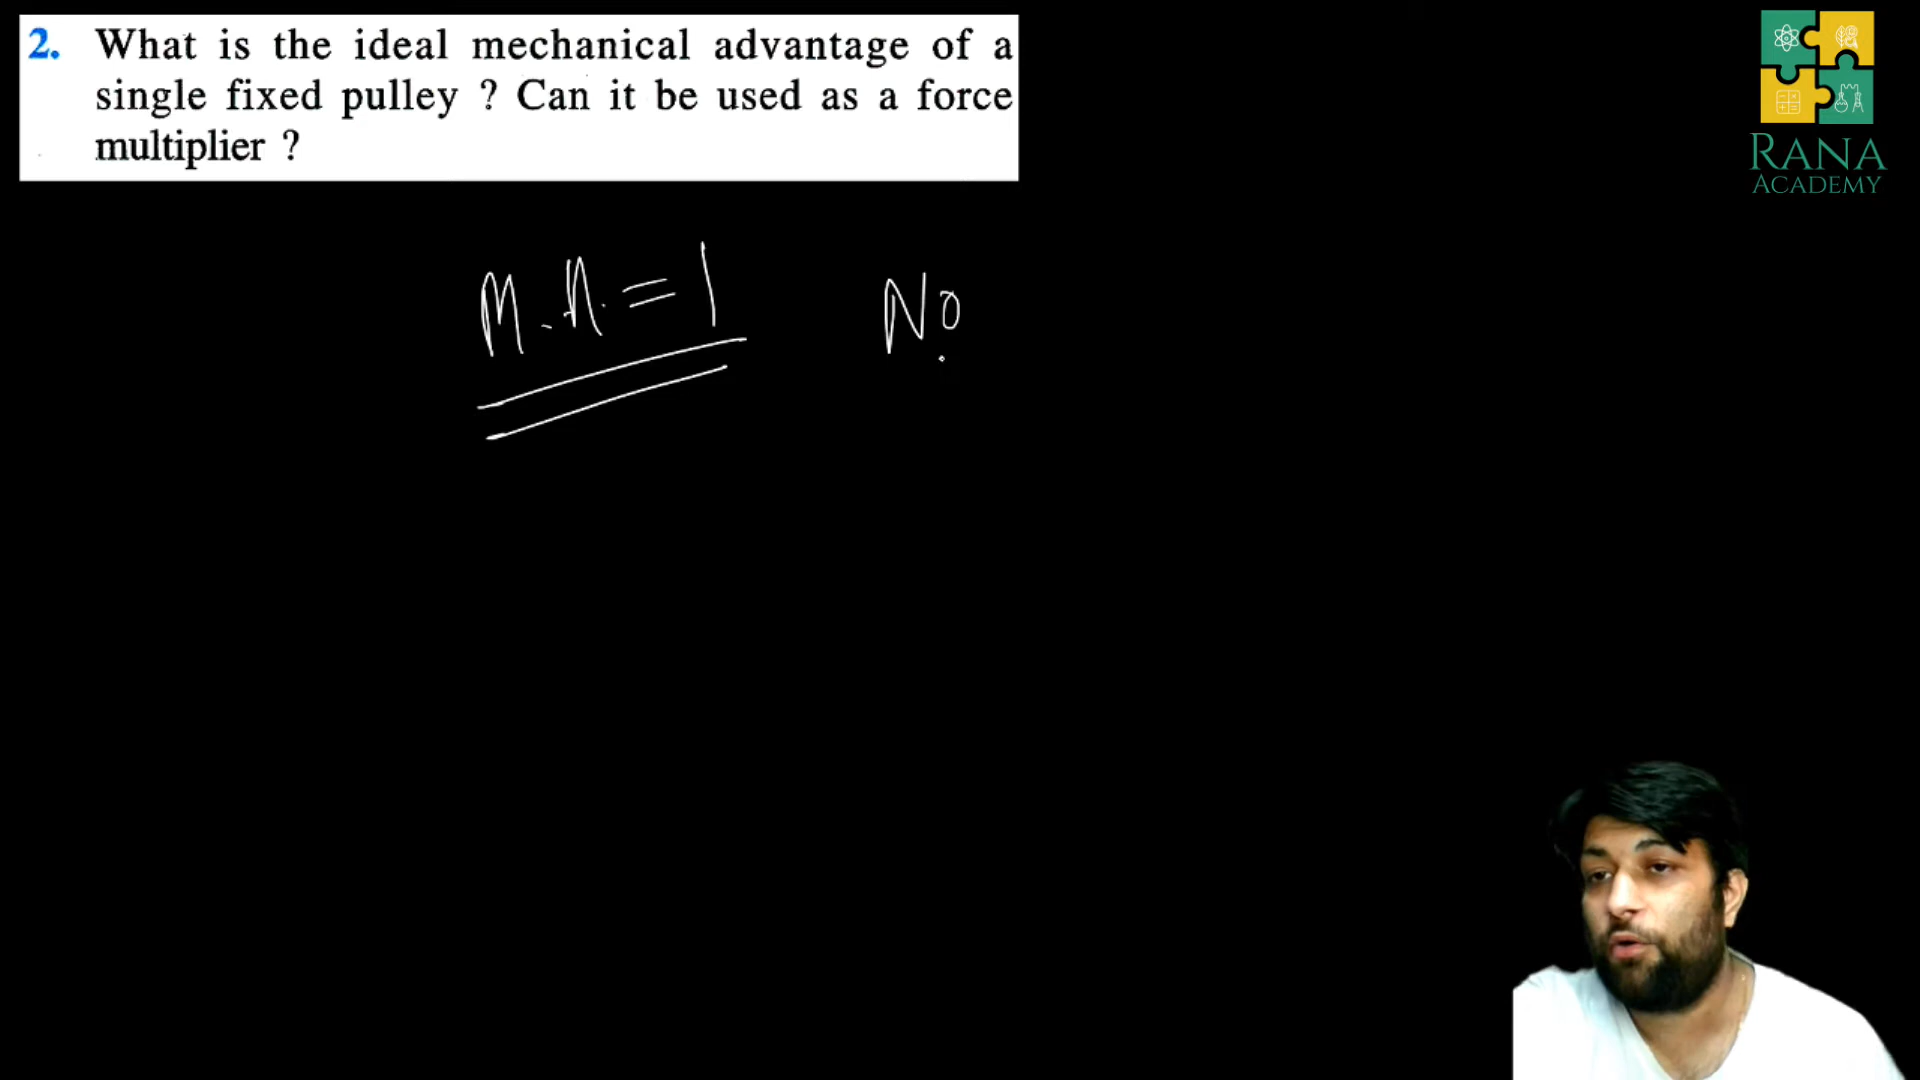 2. What is the ideal mechanical advantage of a
single fixed pulley ? Can it be used as a force
multiplier ?
M.A. = 1
No
RANA
ACADEMY